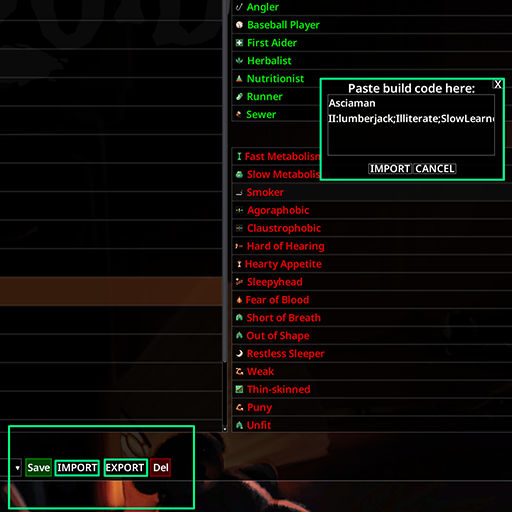 Angler
Baseball Player
First Aider
Herbalist
Nutritionist
Runner
Sewer
X
Paste build code here:
Asciaman
II:lumberjack;Illiterate;SlowLearn
IMPORT CANCEL
Fast Metabolism
Slow Metabolis
Smoker
Agoraphobic
Claustrophobic
Hard of Hearing
Hearty Appetite
Sleepyhead
Fear of Blood
Short of Breath
Out of Shape
Restless Sleeper
Weak
Thin-skinned
Puny
Unfit
Save IMPORT EXPORT Del